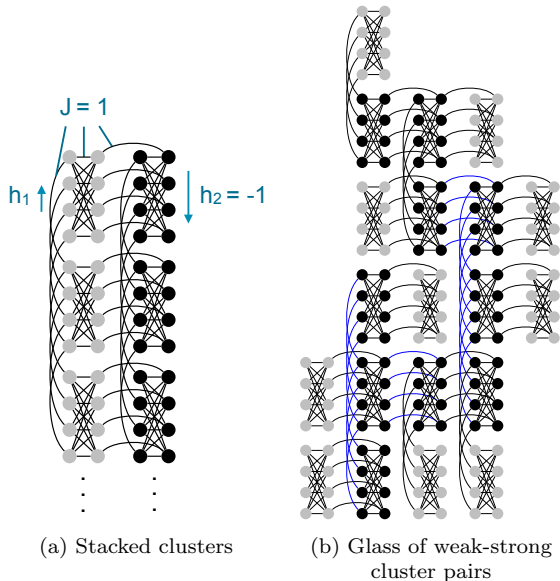 J = 1
h₁
h₂ = -1
(a) Stacked clusters
(b) Glass of weak-strong
cluster pairs